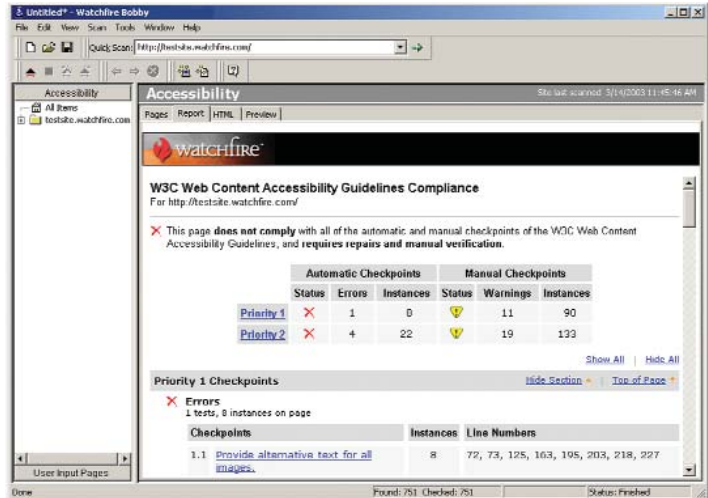 Untitled* - Watchfire Bobby
File Edit View Scan Tools Window Help
Quick Scan: http://testsite.watchfire.com/
Accessibility
All Items
testsite.watchfire.com
User Input Pages
Accessibility Site last scanned 3/14/2003 11:45:46 AM
Pages Report HTML Preview
watchfire
W3C Web Content Accessibility Guidelines Compliance
For http://testsite.watchfire.com/
This page does not comply with all of the automatic and manual checkpoints of the W3C Web Content
Accessibility Guidelines, and requires repairs and manual verification.
Automatic Checkpoints Manual Checkpoints
Status Errors Instances Status Warnings Instances
Priority 1 1 8 11 90
Priority 2 4 22 19 133
Show All | Hide All
Priority 1 Checkpoints Hide Section | Top of Page
Errors
1 tests, 8 instances on page
Checkpoints Instances Line Numbers
1.1 Provide alternative text for all 8 72, 73, 125, 163, 195, 203, 218, 227
images.
Done Found: 751 Checked: 751 Status: Finished